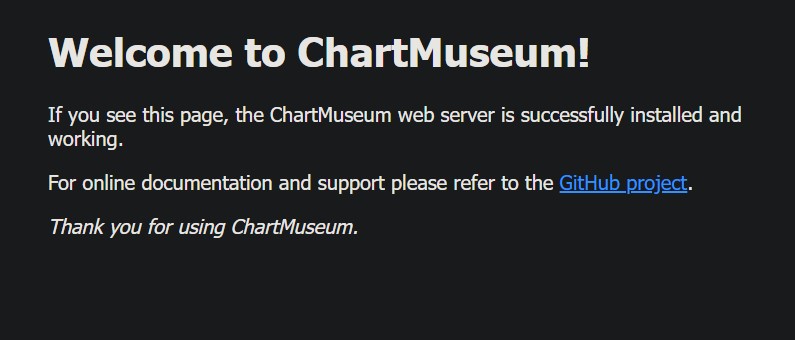 Welcome to ChartMuseum!
If you see this page, the ChartMuseum web server is successfully installed and
working.
For online documentation and support please refer to the GitHub project.
Thank you for using ChartMuseum.